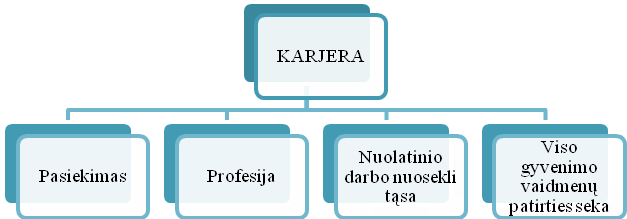 KARJERA
Pasiekimas
Profesija
Nuolatinio
darbo nuosekli
tąsa
Viso
gyvenimo
vaidmenų
patirties seka